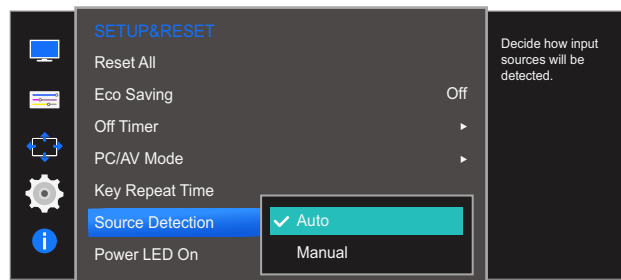 SETUP&RESET
Reset All
Eco Saving Off
Off Timer
PC/AV Mode
Key Repeat Time
Source Detection
Auto
Power LED On
Manual
Decide how input
sources will be
detected.